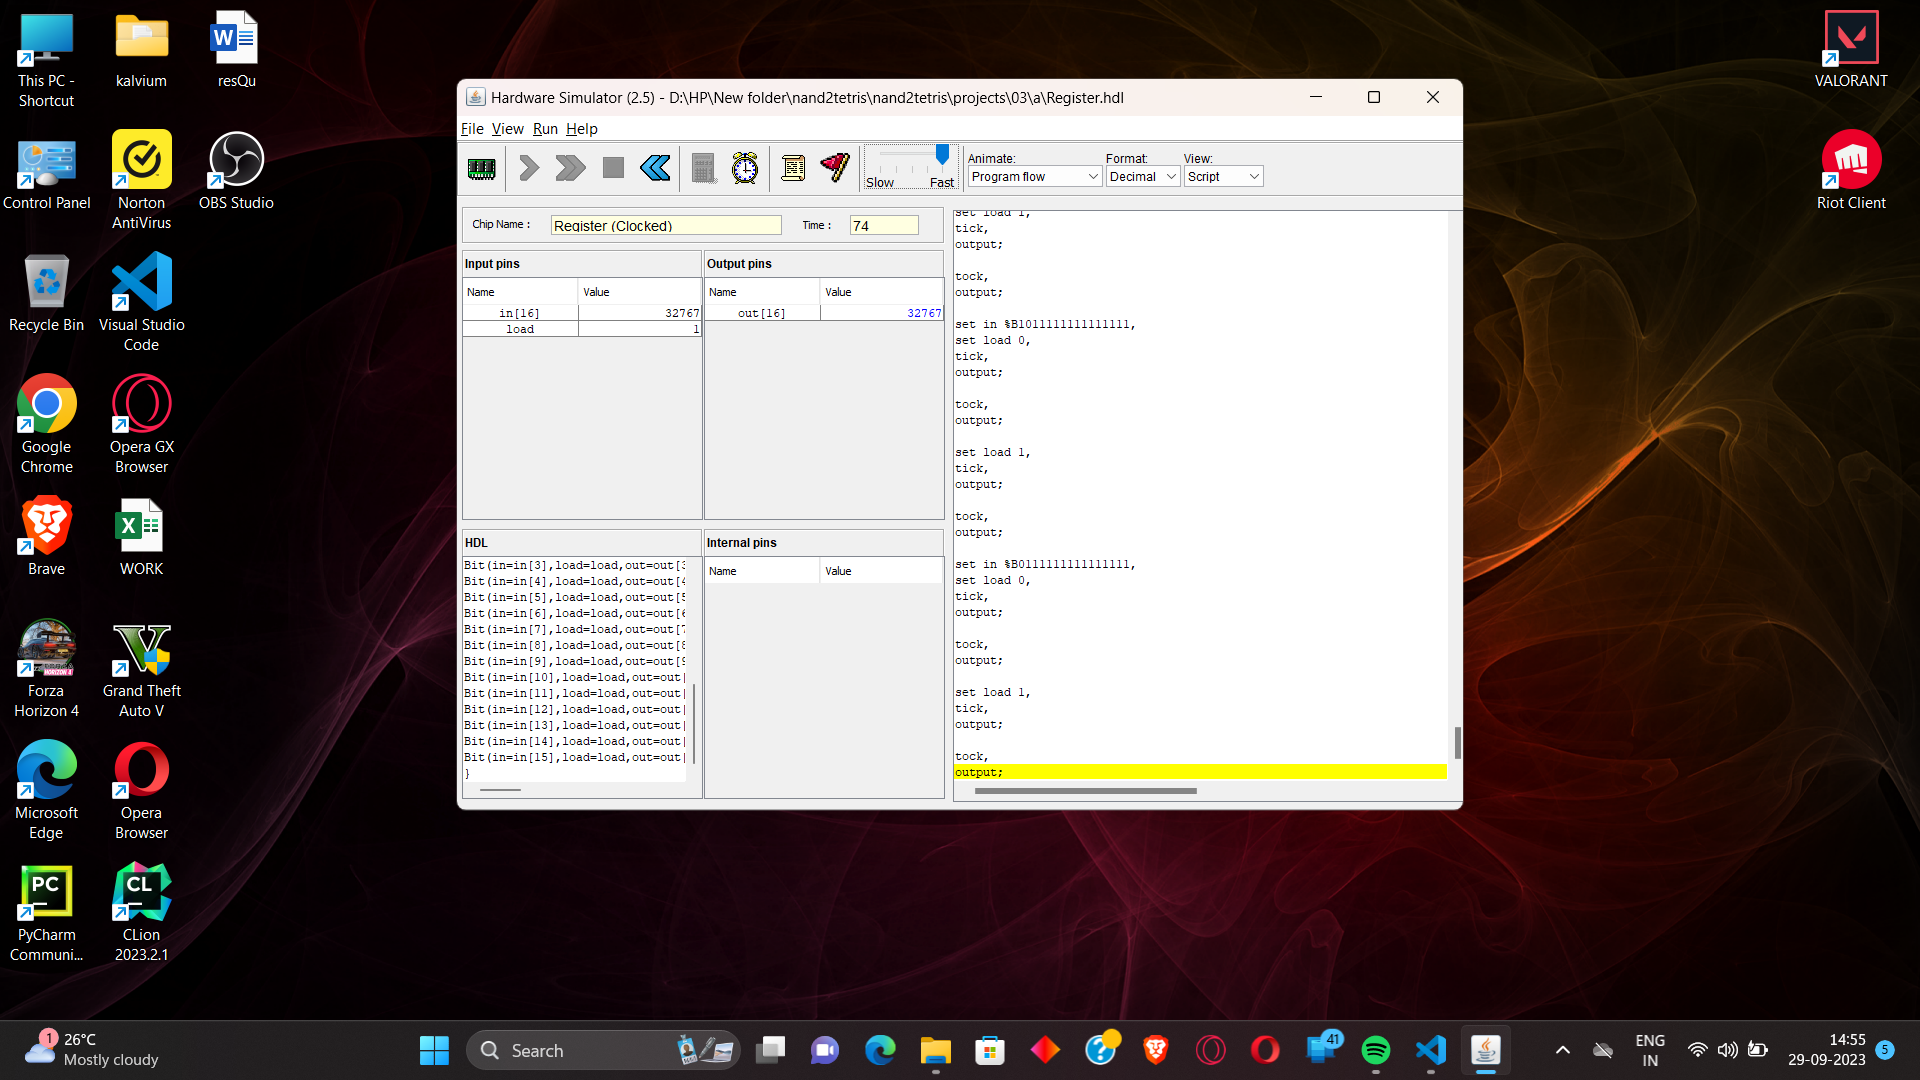 This PC -
Shortcut
kalvium
resQu
Control Panel
Norton
AntiVirus
OBS Studio
Recycle Bin
Visual Studio
Code
Google
Chrome
Opera GX
Browser
Brave
WORK
Forza
Horizon 4
Grand Theft
Auto V
Microsoft
Edge
Opera
Browser
PyCharm
Communi...
CLion
2023.2.1
VALORANT
Riot Client
Hardware Simulator (2.5) - D:\HP\New folder\nand2tetris\nand2tetris\projects\03\a\Register.hdl
File View Run Help
Slow Fast
Animate:
Program flow
Format:
Decimal
View:
Script
Chip Name :
Register (Clocked)
Time :
74
Input pins
Name Value
in[16] 32767
load 1
Output pins
Name Value
out[16] 32767
HDL
Bit(in=in[3],load=load,out=out[3
Bit(in=in[4],load=load,out=out[4
Bit(in=in[5],load=load,out=out[5
Bit(in=in[6],load=load,out=out[6
Bit(in=in[7],load=load,out=out[7
Bit(in=in[8],load=load,out=out[8
Bit(in=in[9],load=load,out=out[9
Bit(in=in[10],load=load,out=out[
Bit(in=in[11],load=load,out=out[
Bit(in=in[12],load=load,out=out[
Bit(in=in[13],load=load,out=out[
Bit(in=in[14],load=load,out=out[
Bit(in=in[15],load=load,out=out[
}
Internal pins
Name Value
set load 1,
tick,
output;
tock,
output;
set in %B1011111111111111,
set load 0,
tick,
output;
tock,
output;
set load 1,
tick,
output;
tock,
output;
set in %B0111111111111111,
set load 0,
tick,
output;
tock,
output;
set load 1,
tick,
output;
tock,
output;
1
26°C
Mostly cloudy
Search
41
ENG
IN
14:55
29-09-2023
5